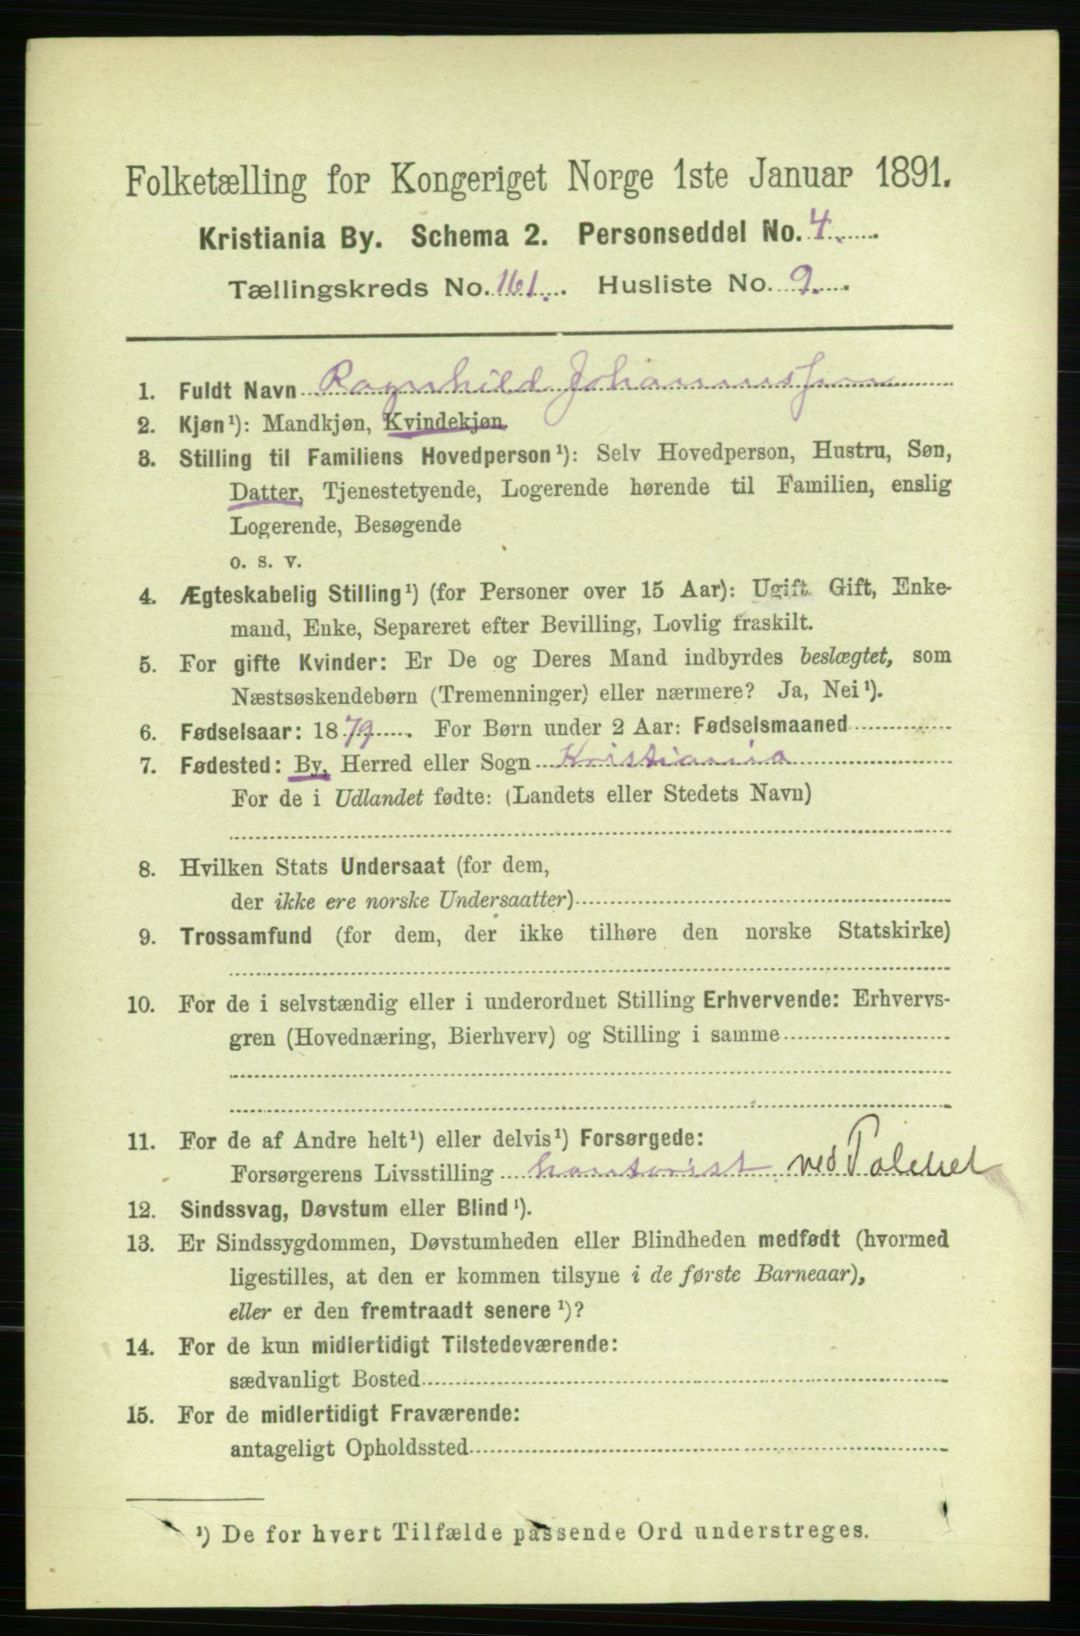 Folketælling for Kongeriget Norge 1ste Januar 1891.
Kristiania By. Schema 2. Personseddel No. 4.
Tællingskreds No. 161. Husliste No. 9.
1. Fuldt Navn Ragnhild Johannessen
2. Kjøn¹): Mandkjøn, Kvindekjøn.
3. Stilling til Familiens Hovedperson¹): Selv Hovedperson, Hustru, Søn,
Datter, Tjenestetyende, Logerende hørende til Familien, enslig
Logerende, Besøgende
o. s. v.
4. Ægteskabelig Stilling¹) (for Personer over 15 Aar): Ugift. Gift, Enke-
mand, Enke, Separeret efter Bevilling, Lovlig fraskilt.
5. For gifte Kvinder: Er De og Deres Mand indbyrdes beslægtet, som
Næstsøskendebørn (Tremenninger) eller nærmere? Ja, Nei¹).
6. Fødselsaar: 1879. For Børn under 2 Aar: Fødselsmaaned
7. Fødested: By, Herred eller Sogn Kristiania
For de i Udlandet fødte: (Landets eller Stedets Navn)
8. Hvilken Stats Undersaat (for dem,
der ikke ere norske Undersaatter)
9. Trossamfund (for dem, der ikke tilhøre den norske Statskirke)
10. For de i selvstændig eller i underordnet Stilling Erhvervende: Erhvervs-
gren (Hovednæring, Bierhverv) og Stilling i samme
11. For de af Andre helt¹) eller delvis¹) Forsørgede:
Forsørgerens Livsstilling kontorist ved
12. Sindssvag, Døvstum eller Blind¹).
13. Er Sindssygdommen, Døvstumheden eller Blindheden medfødt (hvormed
ligestilles, at den er kommen tilsyne i de første Barneaar),
eller er den fremtraadt senere¹)?
14. For de kun midlertidigt Tilstedeværende:
sædvanligt Bosted
15. For de midlertidigt Fraværende:
antageligt Opholdssted
¹) De for hvert Tilfælde passende Ord understreges.